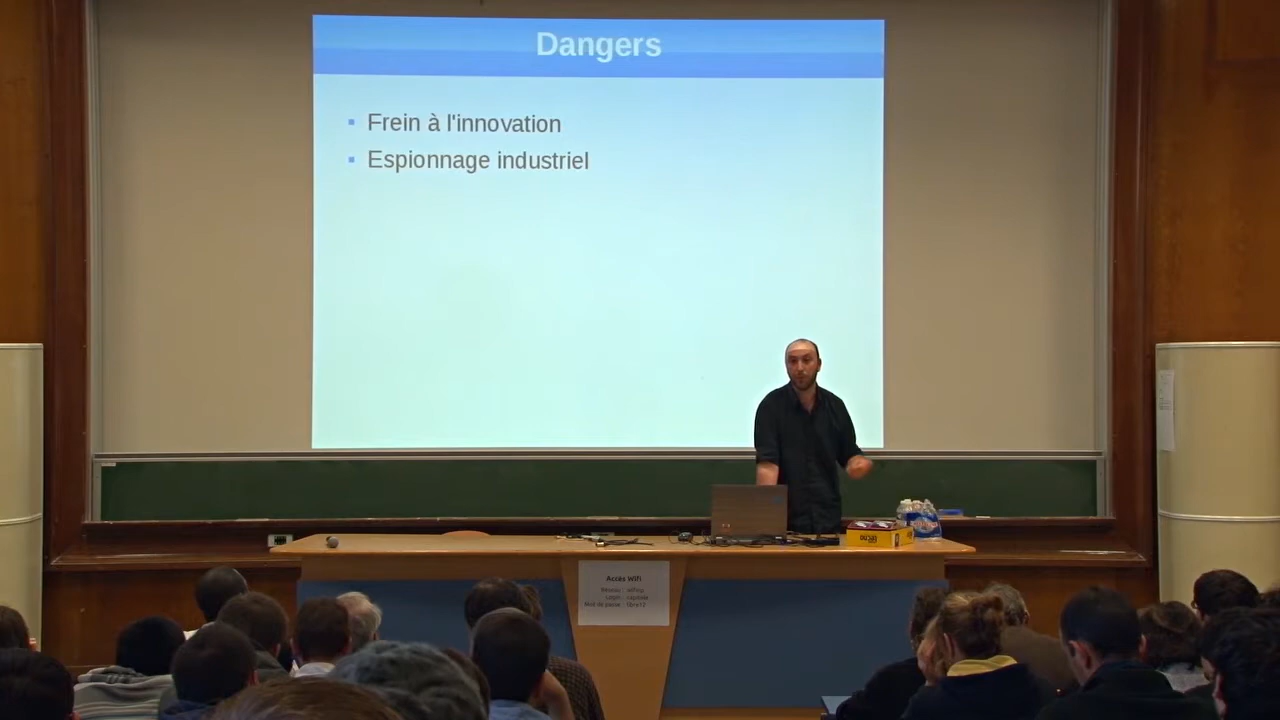 Dangers
Frein à l'innovation
Espionnage industriel
Accès WiFi